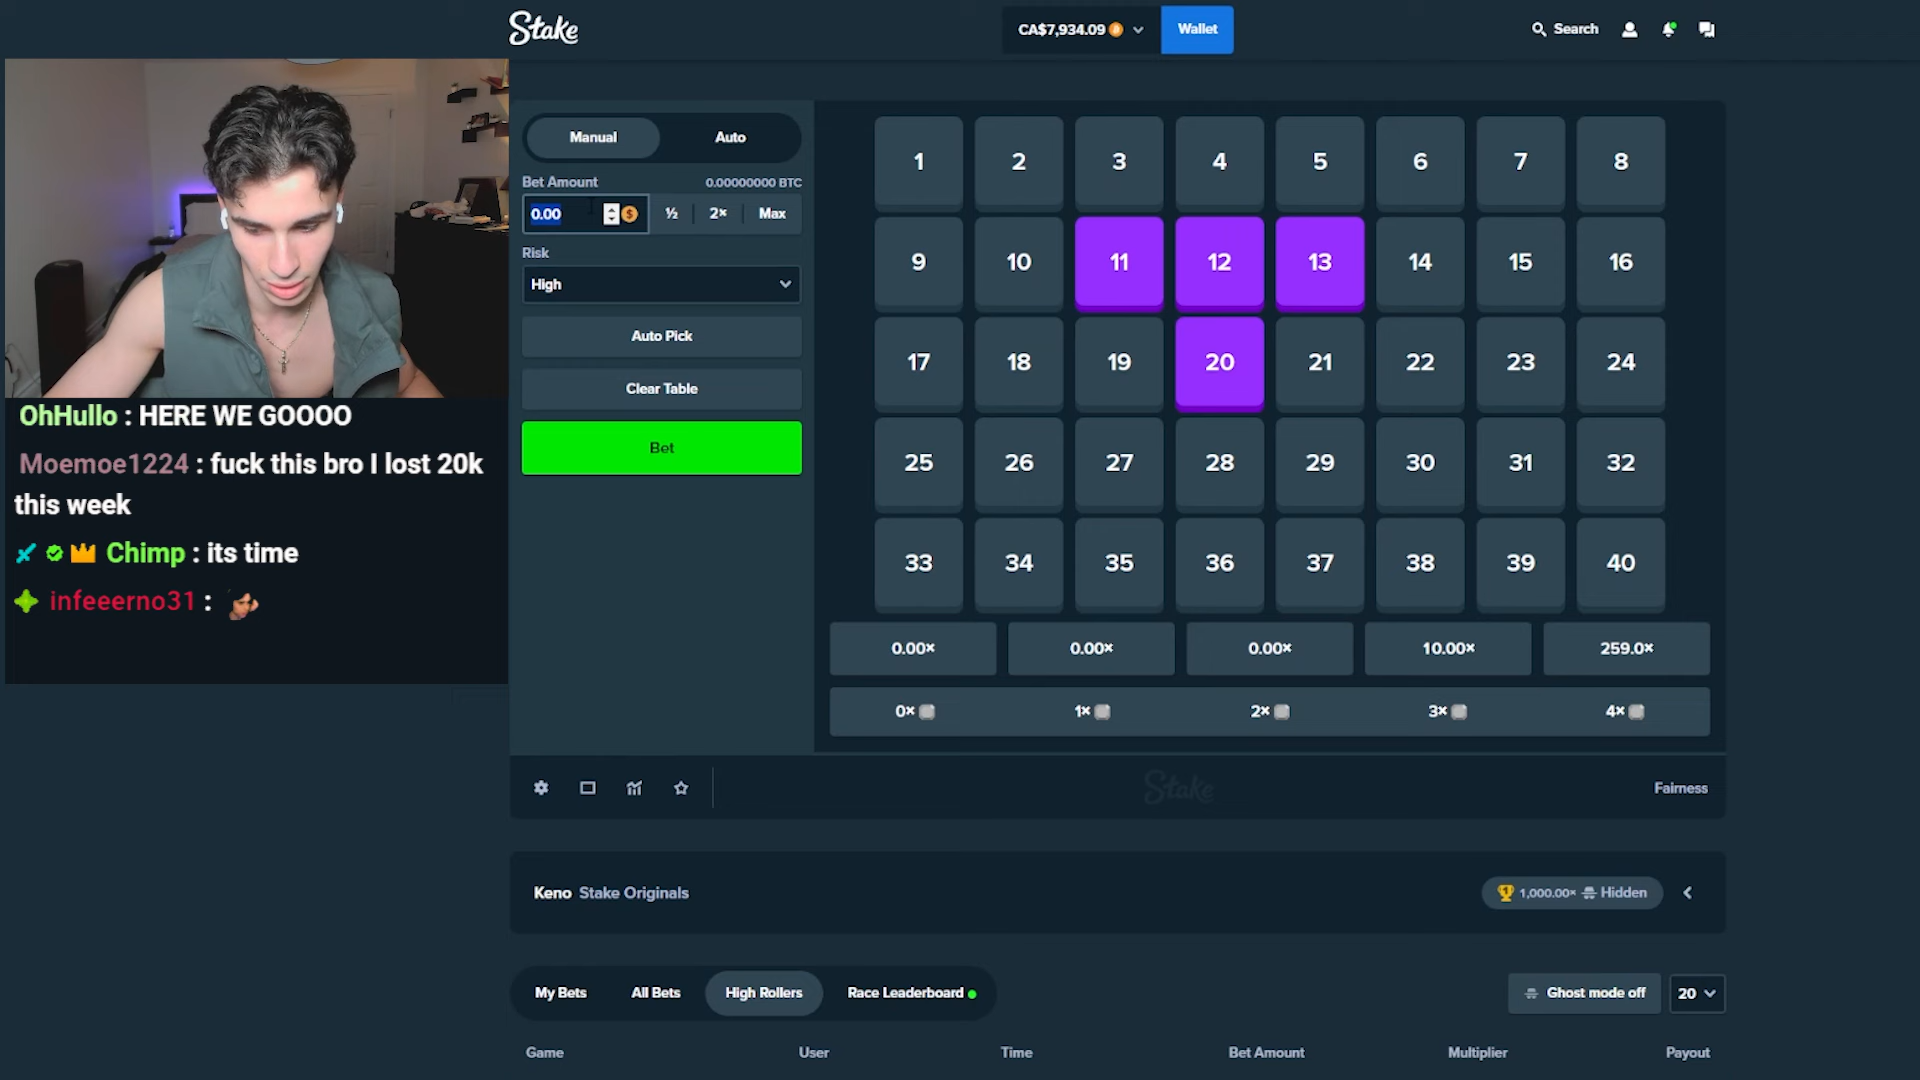 Stake
CA$7,934.09
Wallet
Search
Manual
Auto
Bet Amount
0.00000000 BTC
0.00
½
2×
Max
Risk
High
Auto Pick
Clear Table
Bet
1 2 3 4 5 6 7 8
9 10 11 12 13 14 15 16
17 18 19 20 21 22 23 24
25 26 27 28 29 30 31 32
33 34 35 36 37 38 39 40
0.00× 0.00× 0.00× 10.00× 259.0×
0× 1× 2× 3× 4×
OhHullo : HERE WE GOOOO
Moemoe1224 : fuck this bro I lost 20k
this week
Chimp : its time
infeeerno31 :
Stake
Fairness
Keno Stake Originals
1,000.00× Hidden
My Bets
All Bets
High Rollers
Race Leaderboard
Ghost mode off
20
Game User Time Bet Amount Multiplier Payout